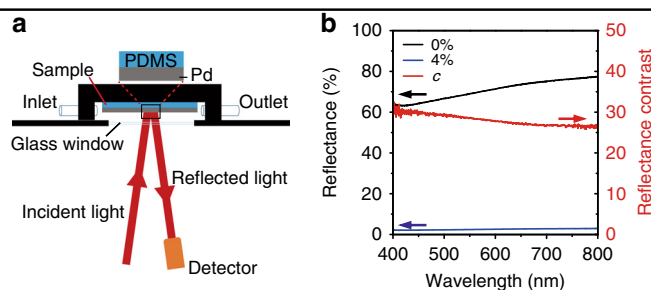 a
PDMS
Sample
Pd
Inlet
Outlet
Glass window
Reflected light
Incident light
Detector
b
100
80
60
40
20
0
Reflectance (%)
0%
4%
c
50
40
30
20
10
0
Reflectance contrast
400 500 600 700 800
Wavelength (nm)